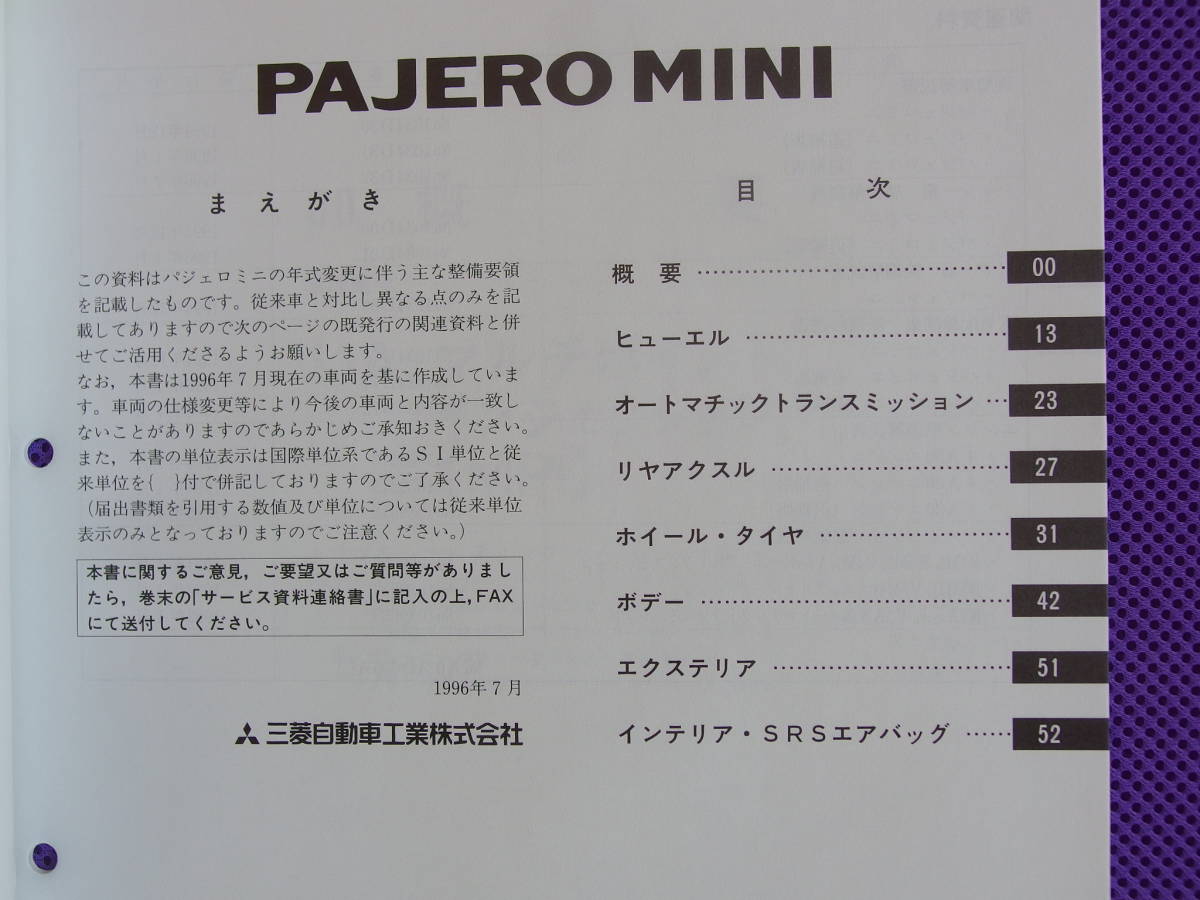 PAJERO MINI
まえがき
この資料はパジェロミニの年式変更に伴う主な整備要領
を記載したものです。従来車と対比し異なる点のみを記
載してありますので次のページの既発行の関連資料と併
せてご活用くださるようお願いします。
なお，本書は1996年7月現在の車両を基に作成していま
す。車両の仕様変更等により今後の車両と内容が一致し
ないことがありますのであらかじめご承知おきください。
また，本書の単位表示は国際単位系であるＳＩ単位と従
来単位を{　}付で併記しておりますのでご了承ください。
（届出書類を引用する数値及び単位については従来単位
表示のみとなっておりますのでご注意ください。）
本書に関するご意見，ご要望又はご質問等がありまし
たら，巻末の「サービス資料連絡書」に記入の上，FAX
にて送付してください。
1996年7月
三菱自動車工業株式会社
目次
概要 …… 00
ヒューエル …… 13
オートマチックトランスミッション … 23
リヤアクスル …… 27
ホイール・タイヤ …… 31
ボデー …… 42
エクステリア …… 51
インテリア・ＳＲＳエアバッグ …… 52